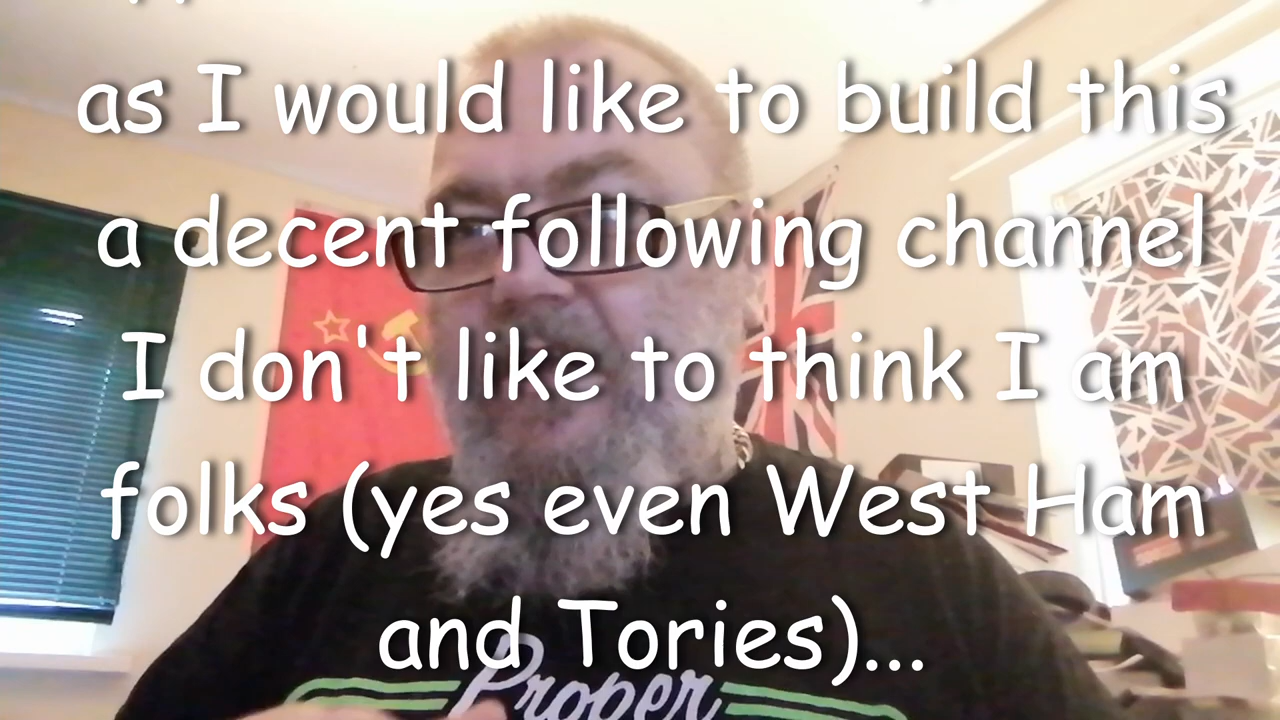 as I would like to build this
a decent following channel
I don't like to think I am
folks (yes even West Ham
and Tories)...
Proper